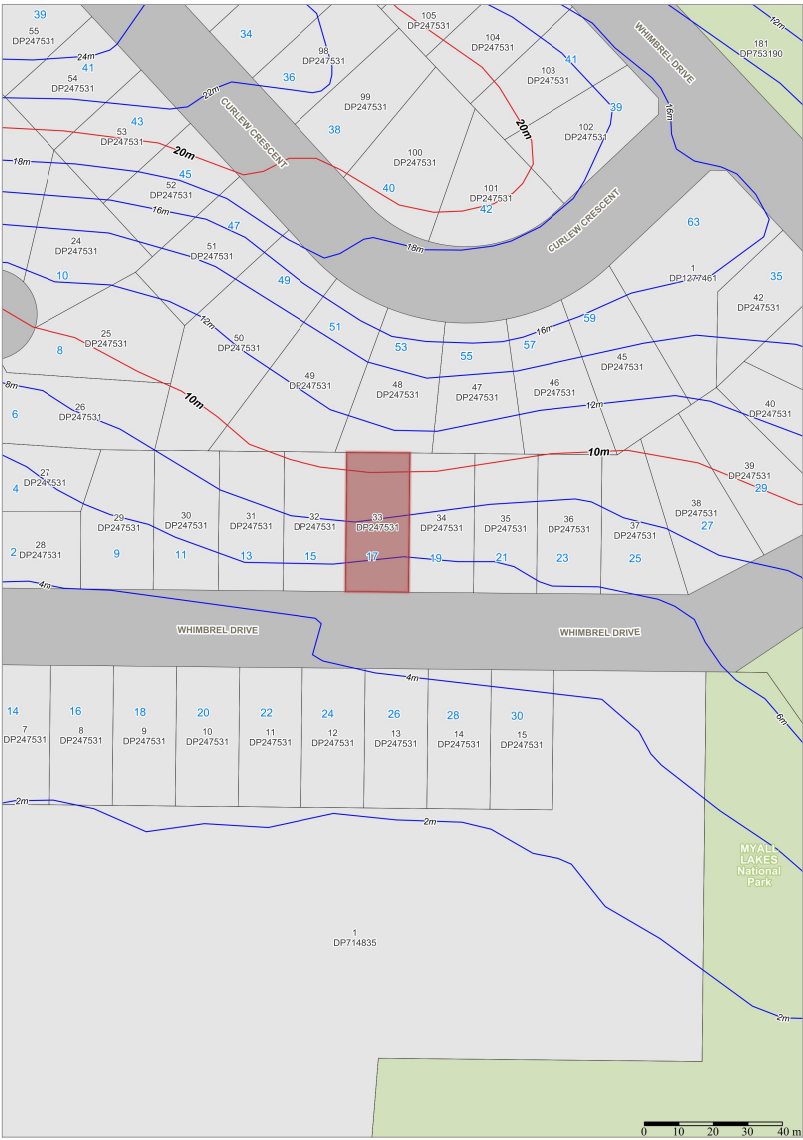 39
55
DP247531
24m
41
54
DP247531
34
98
DP247531
36
105
DP247531
104
DP247531
41
103
DP247531
WHIMBREL DRIVE
181
DP753190
12m
22m
99
DP247531
39
102
DP247531
16m
43
53
DP247531
CURLEW CRESCENT
38
20m
20m
100
DP247531
18m
45
52
DP247531
40
101
DP247531
42
16m
47
CURLEW CRESCENT
63
24
DP247531
51
DP247531
18m
1
DP1277461
10
49
35
42
DP247531
12m
51
59
16m
25
DP247531
50
DP247531
53
55
57
8
45
DP247531
49
DP247531
48
DP247531
47
DP247531
46
DP247531
8m
6
26
DP247531
10m
12m
40
DP247531
10m
27
DP247531
4
39
DP247531
29
28
DP247531
2
29
DP247531
9
30
DP247531
11
31
DP247531
13
32
DP247531
15
33
DP247531
17
34
DP247531
19
35
DP247531
21
36
DP247531
23
37
DP247531
25
38
DP247531
27
4m
WHIMBREL DRIVE
WHIMBREL DRIVE
4m
14
7
DP247531
16
8
DP247531
18
9
DP247531
20
10
DP247531
22
11
DP247531
24
12
DP247531
26
13
DP247531
28
14
DP247531
30
15
DP247531
6m
2m
2m
MYALL
LAKES
National
Park
1
DP714835
2m
0 10 20 30 40 m